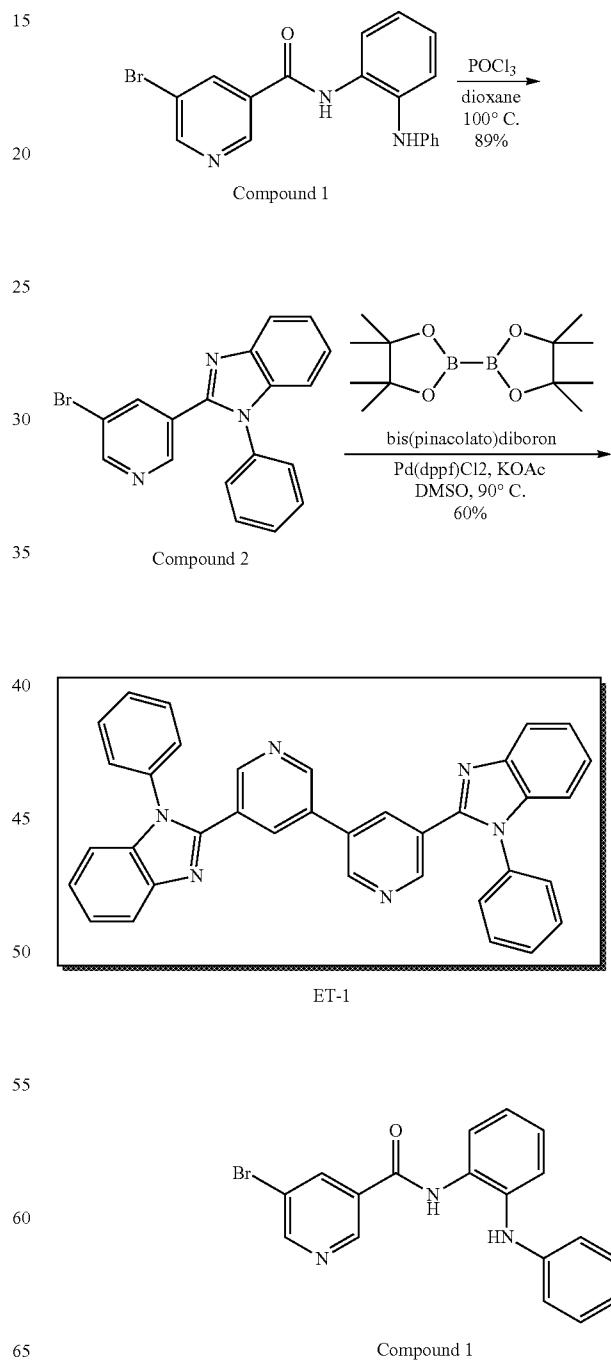 15
O
Br
N
H
NHPh
N
POCl3
dioxane
100° C.
89%
20
Compound 1
25
N
Br
N
N
O
O
B
B
O
O
30
bis(pinacolato)diboron
Pd(dppf)Cl2, KOAc
DMSO, 90° C.
60%
Compound 2
35
40
N
N
N
N
N
N
45
50
ET-1
55
O
Br
N
H
HN
N
60
Compound 1
65